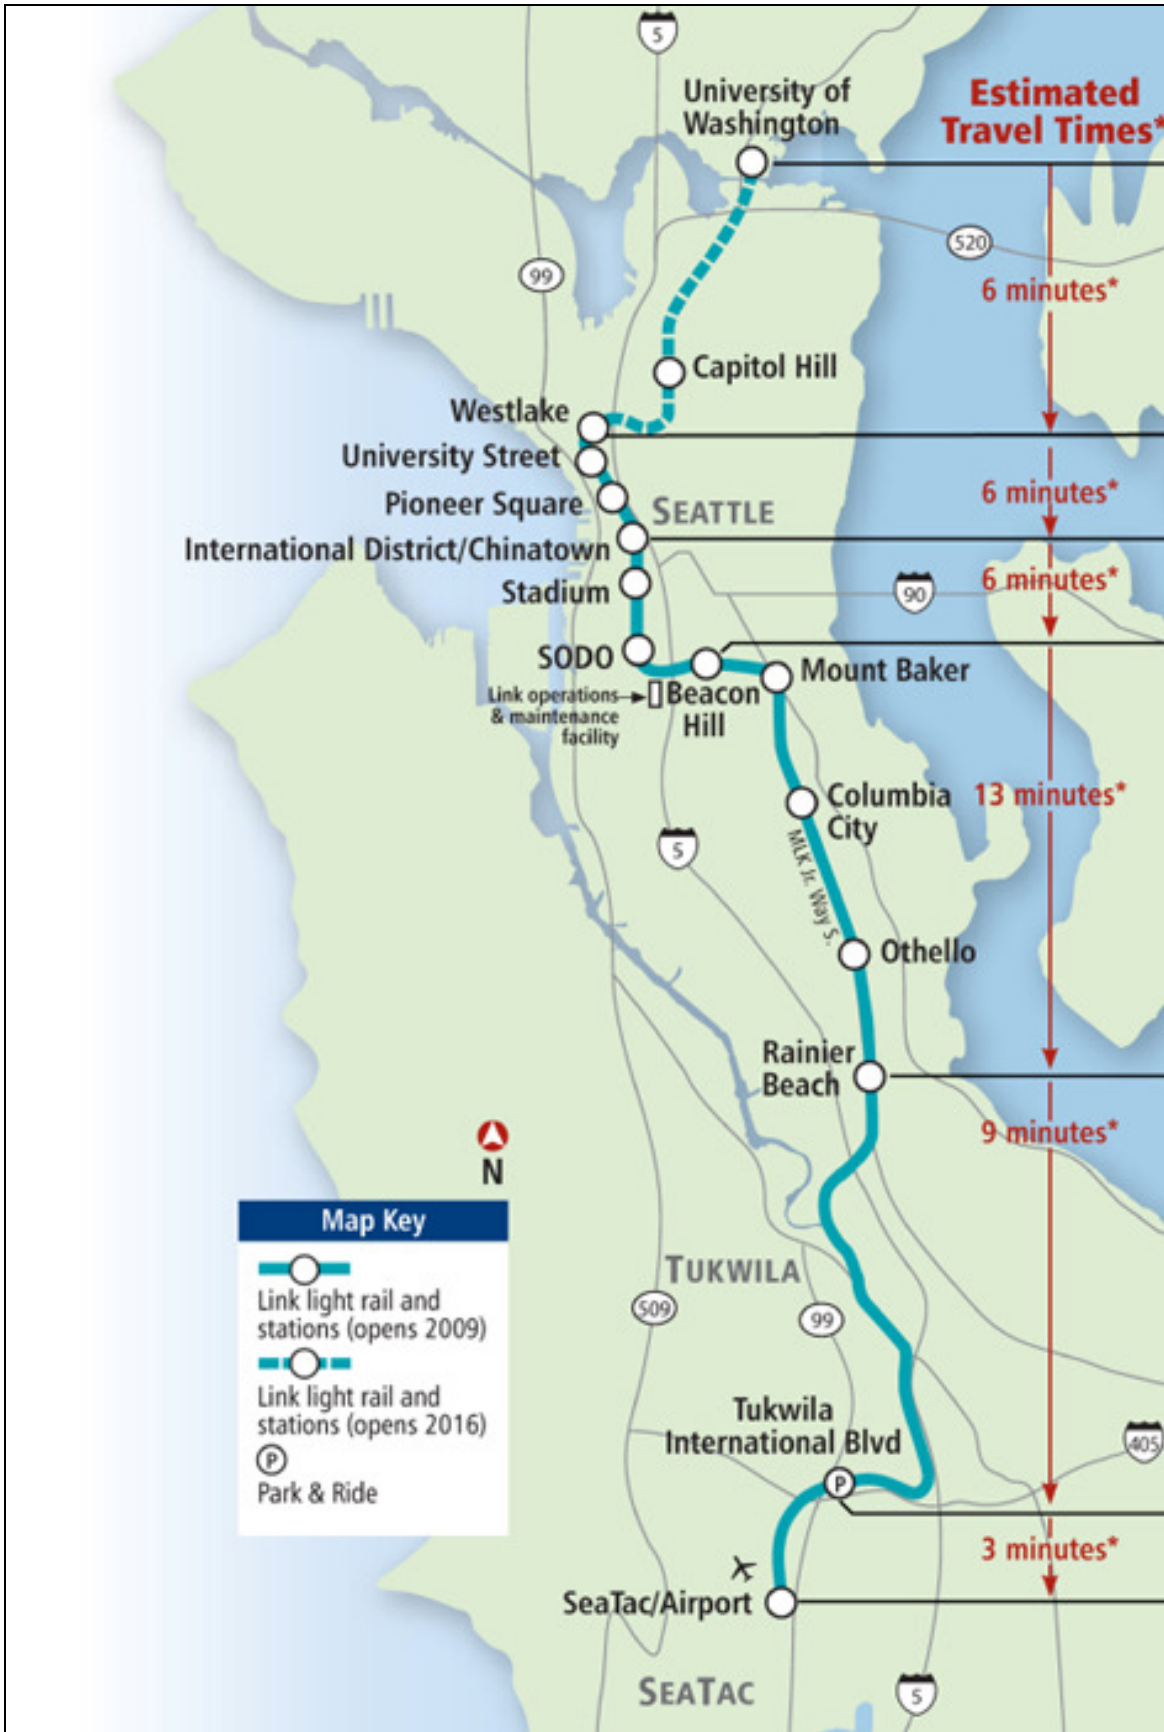 5
University of
Washington
Estimated
Travel Times*
520
99
6 minutes*
Capitol Hill
Westlake
University Street
6 minutes*
Pioneer Square
SEATTLE
International District/Chinatown
6 minutes*
90
Stadium
SODO
Mount Baker
Link operations
& maintenance
facility
Beacon
Hill
Columbia
City
13 minutes*
5
MLK Jr. Way S.
Othello
Rainier
Beach
9 minutes*
N
Map Key
Link light rail and
stations (opens 2009)
Link light rail and
stations (opens 2016)
P
Park & Ride
TUKWILA
509
99
Tukwila
International Blvd
405
P
3 minutes*
SeaTac/Airport
SEATAC
5